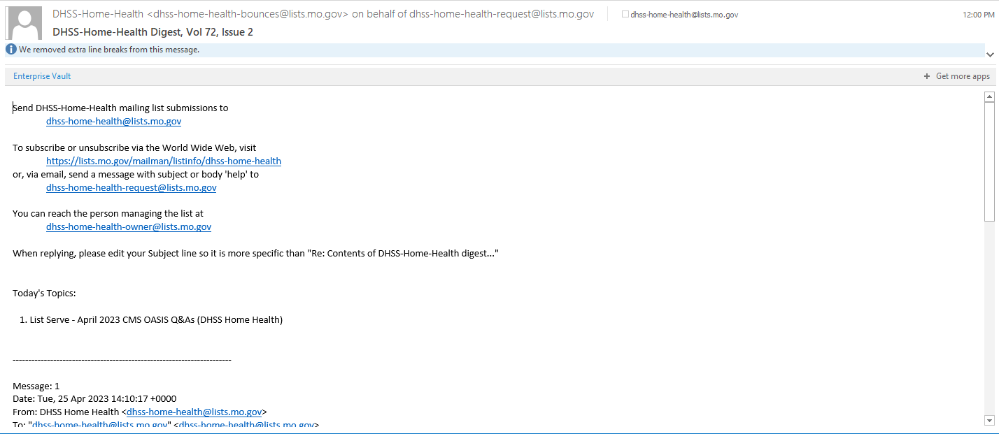 DHSS-Home-Health <dhss-home-health-bounces@lists.mo.gov> on behalf of dhss-home-health-request@lists.mo.gov
dhss-home-health@lists.mo.gov
12:00 PM
DHSS-Home-Health Digest, Vol 72, Issue 2
We removed extra line breaks from this message.
Enterprise Vault
+ Get more apps
Send DHSS-Home-Health mailing list submissions to
dhss-home-health@lists.mo.gov
To subscribe or unsubscribe via the World Wide Web, visit
https://lists.mo.gov/mailman/listinfo/dhss-home-health
or, via email, send a message with subject or body 'help' to
dhss-home-health-request@lists.mo.gov
You can reach the person managing the list at
dhss-home-health-owner@lists.mo.gov
When replying, please edit your Subject line so it is more specific than "Re: Contents of DHSS-Home-Health digest..."
Today's Topics:
1. List Serve - April 2023 CMS OASIS Q&As (DHSS Home Health)
----------------------------------------------------------------------
Message: 1
Date: Tue, 25 Apr 2023 14:10:17 +0000
From: DHSS Home Health <dhss-home-health@lists.mo.gov>
To: "dhss-home-health@lists.mo.gov" <dhss-home-health@lists.mo.gov>